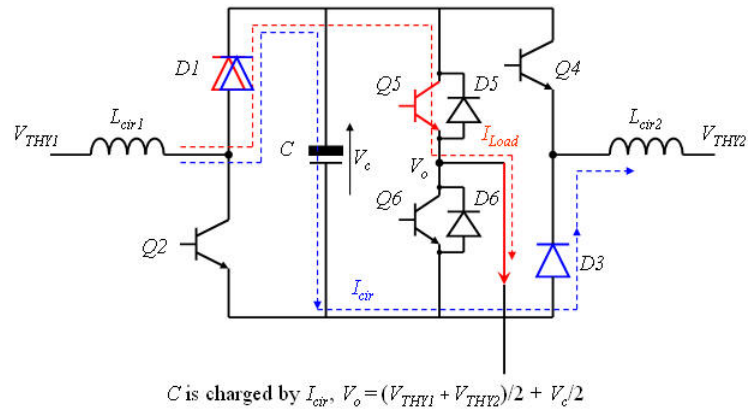 D1
Q5
D5
Q4
V_THY1
L_cir1
C
V_c
I_Load
V_o
L_cir2
V_THY2
Q2
Q6
D6
D3
I_cir
C is charged by I_cir, V_o = (V_THY1 + V_THY2)/2 + V_c/2